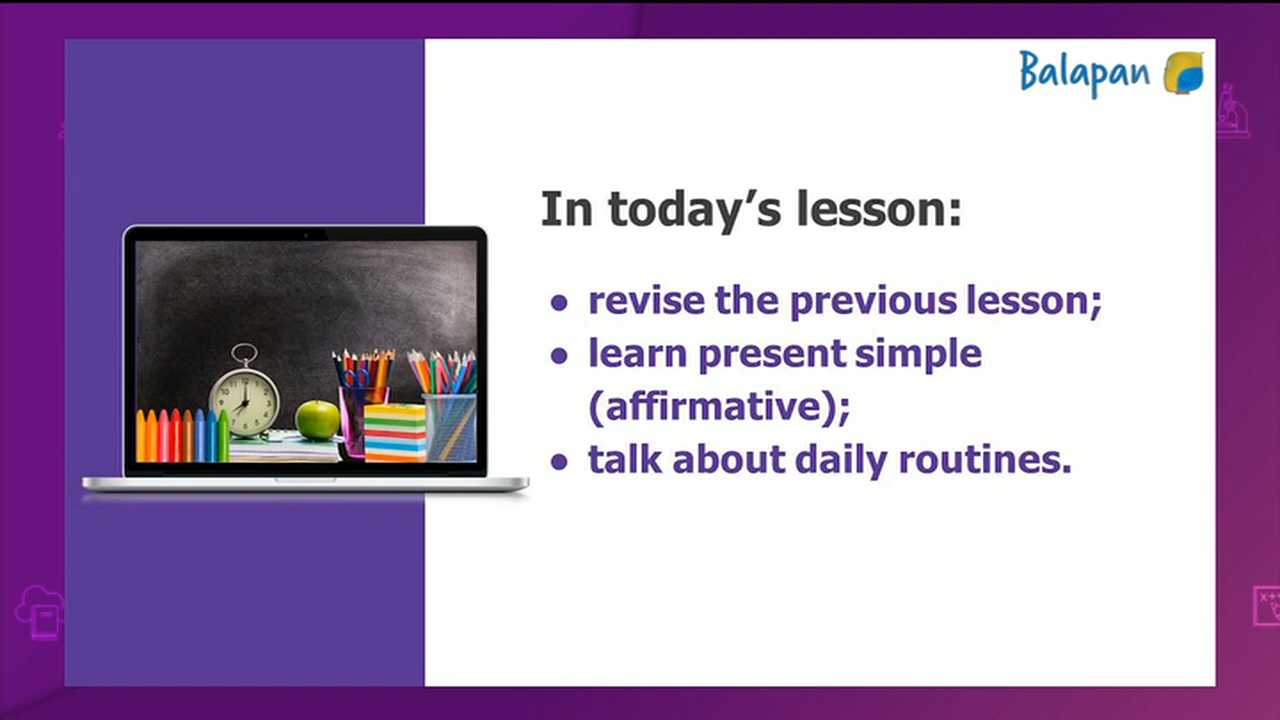 Balapan
In today’s lesson:
• revise the previous lesson;
• learn present simple
(affirmative);
• talk about daily routines.